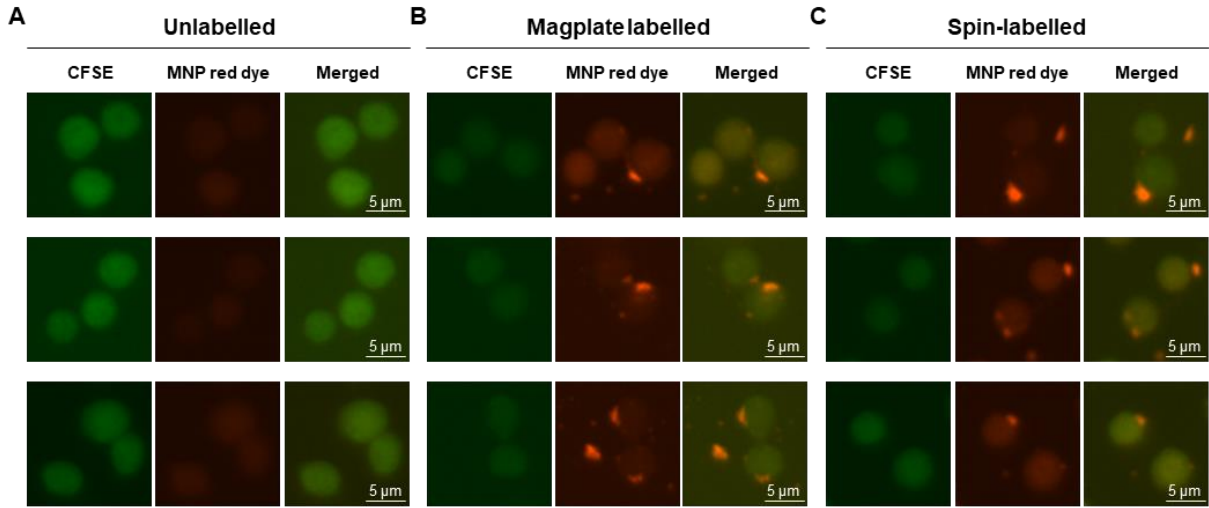 A
Unlabelled
CFSE MNP red dye Merged
5 µm
5 µm
5 µm
B
Magplate labelled
CFSE MNP red dye Merged
5 µm
5 µm
5 µm
C
Spin-labelled
CFSE MNP red dye Merged
5 µm
5 µm
5 µm